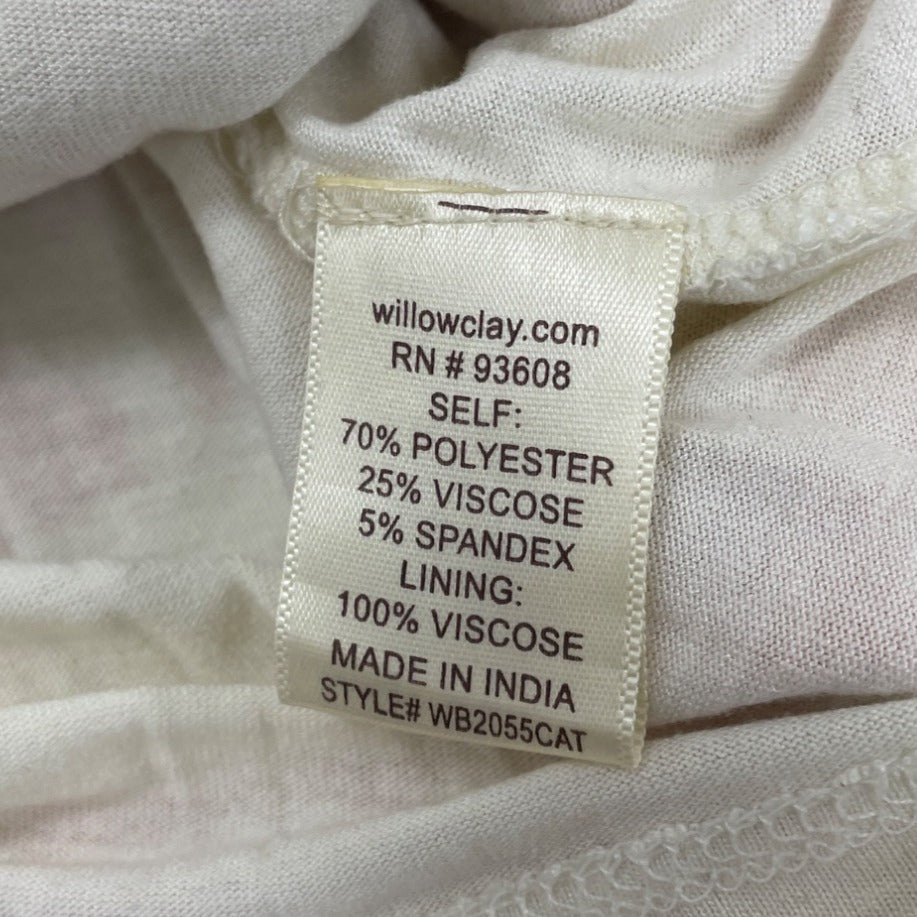 willowclay.com
RN # 93608
SELF:
70% POLYESTER
25% VISCOSE
5% SPANDEX
LINING:
100% VISCOSE
MADE IN INDIA
STYLE# WB2055CAT